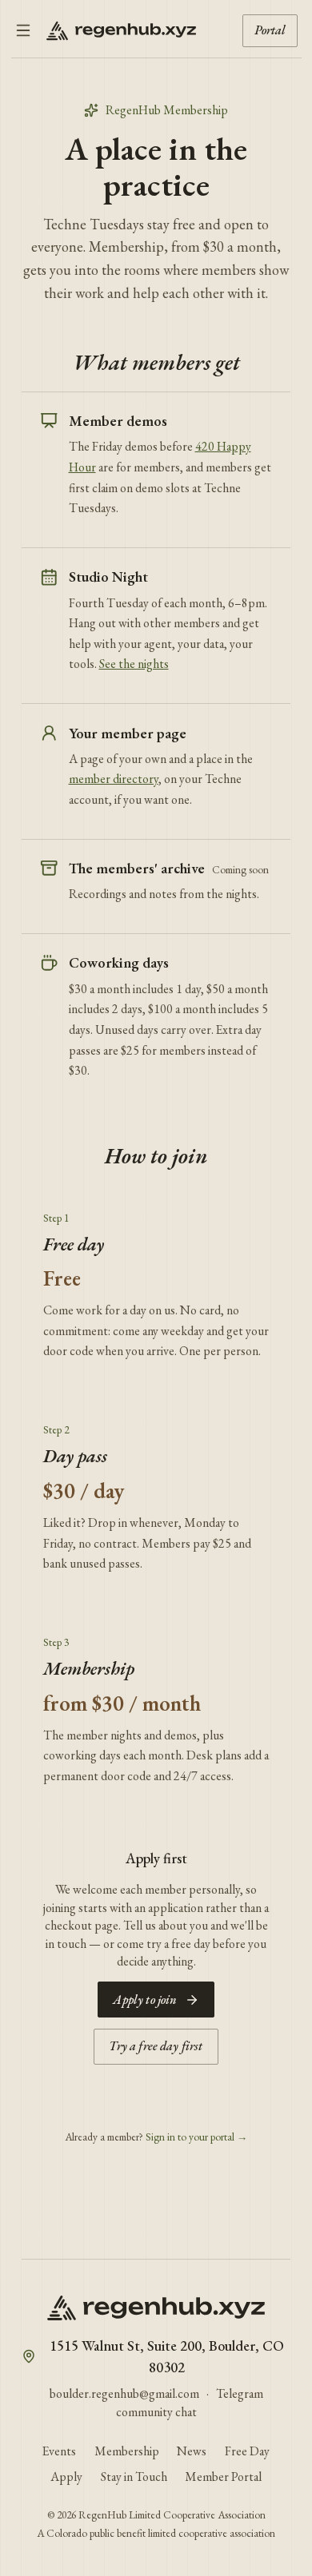 regenhub.xyz
Portal
RegenHub Membership
A place in the
practice
Techne Tuesdays stay free and open to
everyone. Membership, from $30 a month,
gets you into the rooms where members show
their work and help each other with it.
What members get
Member demos
The Friday demos before 420 Happy
Hour are for members, and members get
first claim on demo slots at Techne
Tuesdays.
Studio Night
Fourth Tuesday of each month, 6–8pm.
Hang out with other members and get
help with your agent, your data, your
tools. See the nights
Your member page
A page of your own and a place in the
member directory, on your Techne
account, if you want one.
The members' archive Coming soon
Recordings and notes from the nights.
Coworking days
$30 a month includes 1 day, $50 a month
includes 2 days, $100 a month includes 5
days. Unused days carry over. Extra day
passes are $25 for members instead of
$30.
How to join
Step 1
Free day
Free
Come work for a day on us. No card, no
commitment: come any weekday and get your
door code when you arrive. One per person.
Step 2
Day pass
$30 / day
Liked it? Drop in whenever, Monday to
Friday, no contract. Members pay $25 and
bank unused passes.
Step 3
Membership
from $30 / month
The member nights and demos, plus
coworking days each month. Desk plans add a
permanent door code and 24/7 access.
Apply first
We welcome each member personally, so
joining starts with an application rather than a
checkout page. Tell us about you and we'll be
in touch — or come try a free day before you
decide anything.
Apply to join →
Try a free day first
Already a member? Sign in to your portal →
regenhub.xyz
1515 Walnut St, Suite 200, Boulder, CO
80302
boulder.regenhub@gmail.com · Telegram
community chat
Events Membership News Free Day
Apply Stay in Touch Member Portal
© 2026 RegenHub Limited Cooperative Association
A Colorado public benefit limited cooperative association